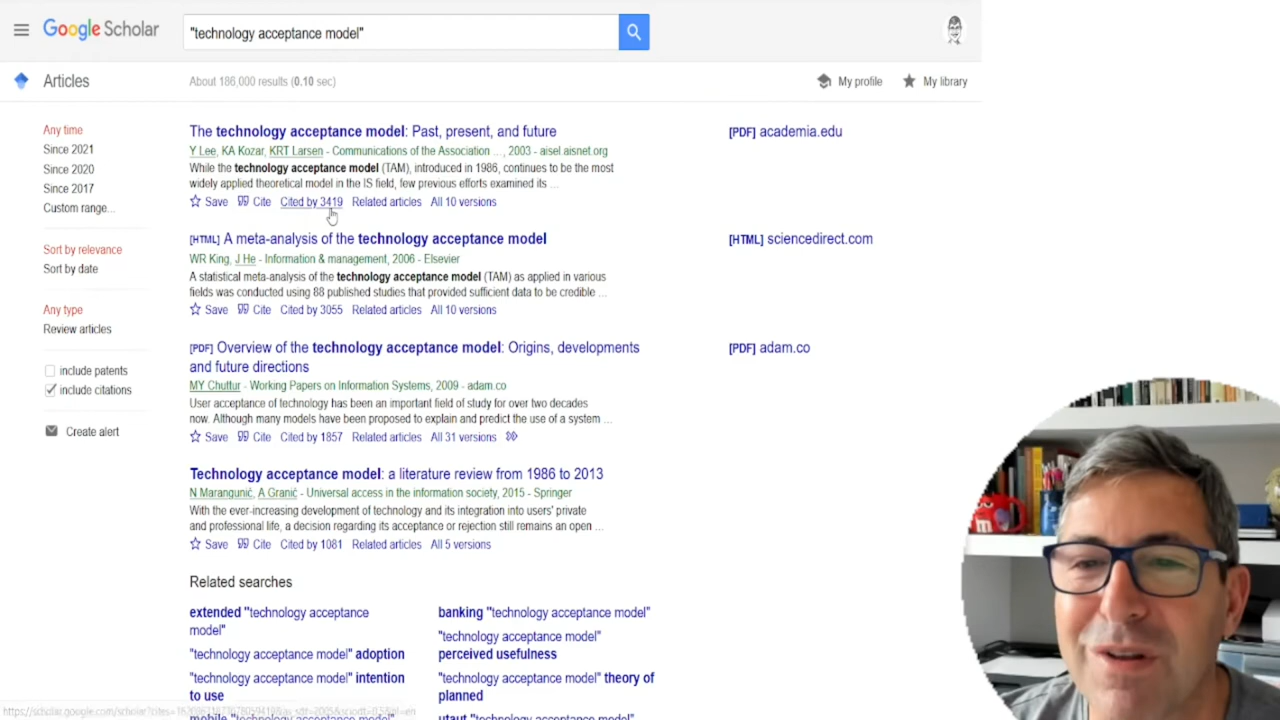 Google Scholar
"technology acceptance model"
Articles
About 186,000 results (0.10 sec)
My profile
My library
Any time
Since 2021
Since 2020
Since 2017
Custom range...
Sort by relevance
Sort by date
Any type
Review articles
include patents
include citations
Create alert
The technology acceptance model: Past, present, and future
Y Lee, KA Kozar, KRT Larsen - Communications of the Association ..., 2003 - aisel.aisnet.org
While the technology acceptance model (TAM), introduced in 1986, continues to be the most
widely applied theoretical model in the IS field, few previous efforts examined its ...
Save Cite Cited by 3419 Related articles All 10 versions
[PDF] academia.edu
[HTML] A meta-analysis of the technology acceptance model
WR King, J He - Information & management, 2006 - Elsevier
A statistical meta-analysis of the technology acceptance model (TAM) as applied in various
fields was conducted using 88 published studies that provided sufficient data to be credible ...
Save Cite Cited by 3055 Related articles All 10 versions
[HTML] sciencedirect.com
[PDF] Overview of the technology acceptance model: Origins, developments
and future directions
MY Chuttur - Working Papers on Information Systems, 2009 - adam.co
User acceptance of technology has been an important field of study for over two decades
now. Although many models have been proposed to explain and predict the use of a system ...
Save Cite Cited by 1857 Related articles All 31 versions
[PDF] adam.co
Technology acceptance model: a literature review from 1986 to 2013
N Marangunić, A Granić - Universal access in the information society, 2015 - Springer
With the ever-increasing development of technology and its integration into users' private
and professional life, a decision regarding its acceptance or rejection still remains an open ...
Save Cite Cited by 1081 Related articles All 5 versions
Related searches
extended "technology acceptance
model"
"technology acceptance model" adoption
"technology acceptance model" intention
to use
mobile "technology acceptance model"
banking "technology acceptance model"
"technology acceptance model"
perceived usefulness
"technology acceptance model" theory of
planned
utaut "technology acceptance model"
m